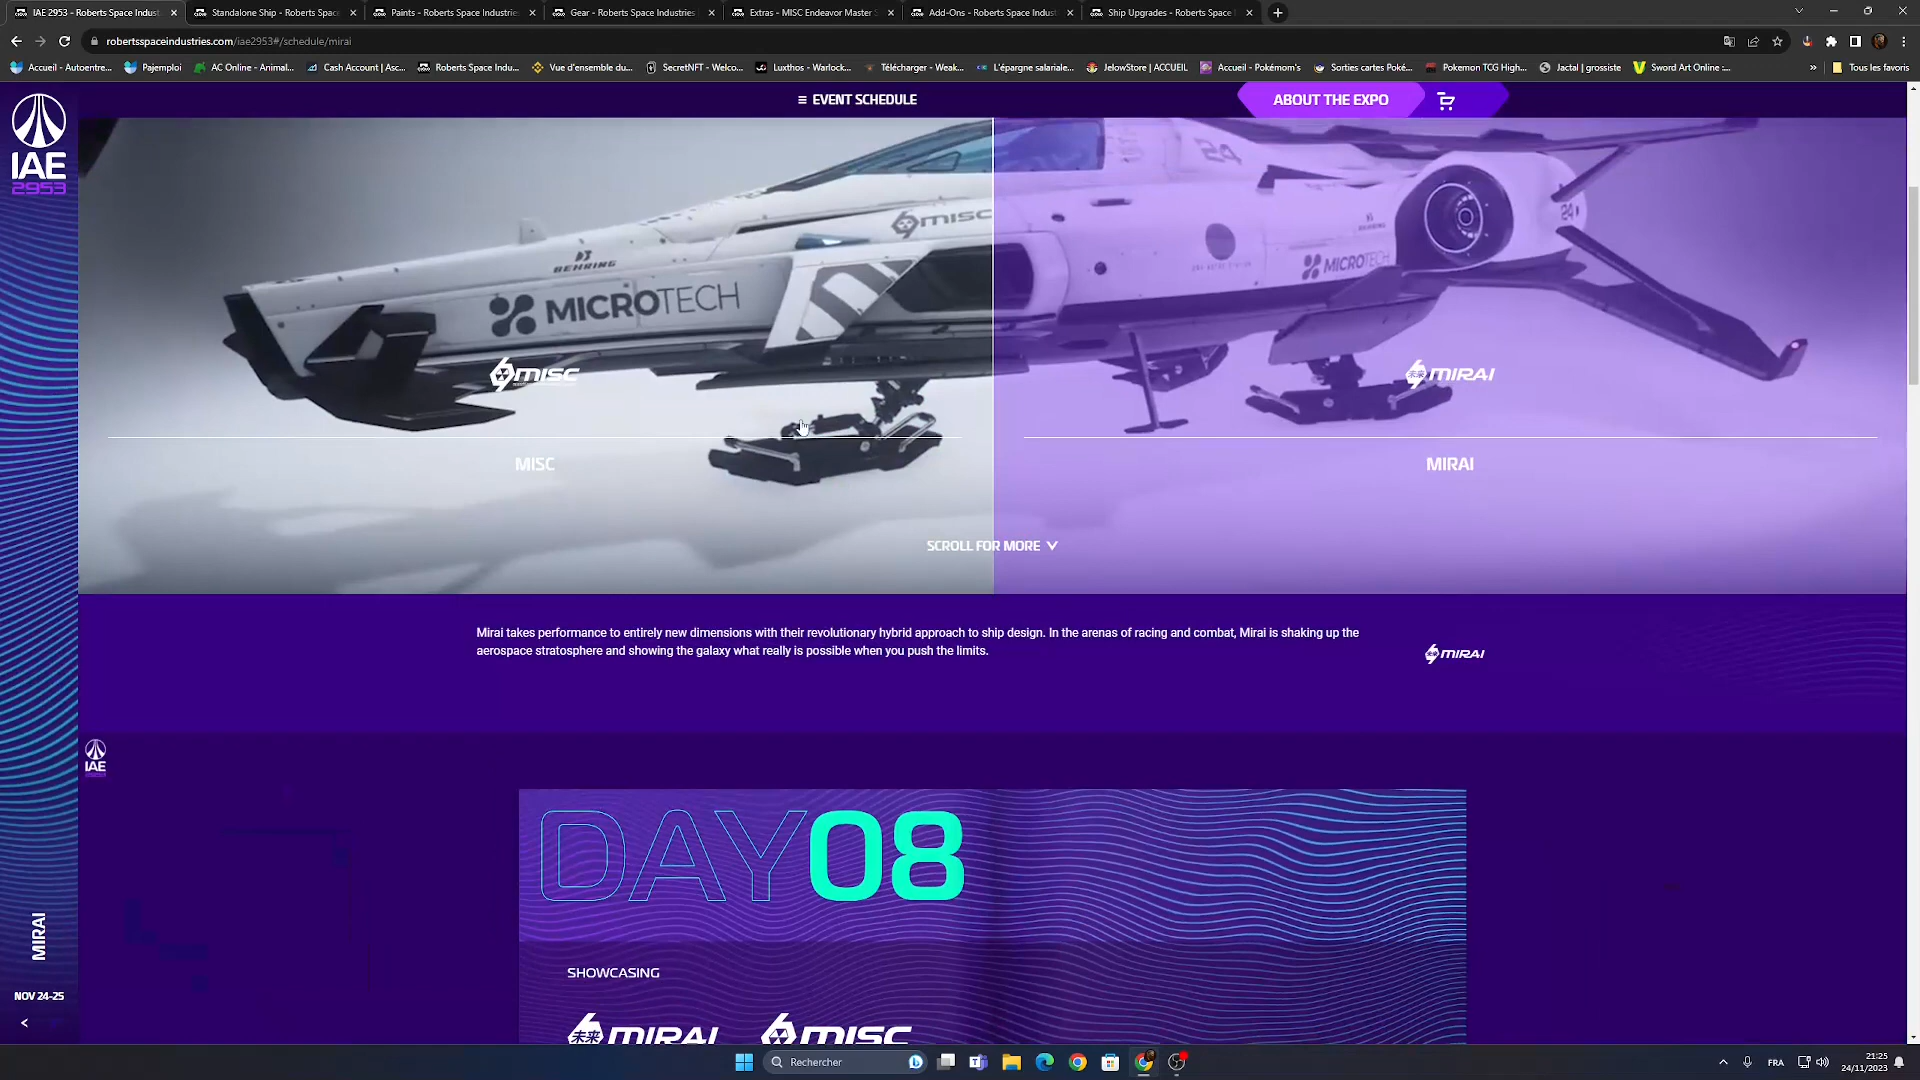 IAE 2953 - Roberts Space Indust
Standalone Ship - Roberts Space
Paints - Roberts Space Industries
Gear - Roberts Space Industries
Extras - MISC Endeavor Master S
Add-Ons - Roberts Space Indust
Ship Upgrades - Roberts Space
robertsspaceindustries.com/iae2953#/schedule/mirai
Accueil - Autoentre...
Pajemploi
AC Online - Animal...
Cash Account | Asc...
Roberts Space Indu...
Vue d'ensemble du...
SecretNFT - Welco...
Luxthos - Warlock...
Télécharger - Weak...
L'épargne salariale...
JelowStore | ACCUEIL
Accueil - Pokémom's
Sorties cartes Poké...
Pokemon TCG High...
Jactal | grossiste
Sword Art Online :...
»
Tous les favoris
IAE
2953
EVENT SCHEDULE
ABOUT THE EXPO
24
MISC
BEHRING
MICROTECH
24
MICROTECH
MISC
未来 MIRAI
MISC
MIRAI
SCROLL FOR MORE
Mirai takes performance to entirely new dimensions with their revolutionary hybrid approach to ship design. In the arenas of racing and combat, Mirai is shaking up the
aerospace stratosphere and showing the galaxy what really is possible when you push the limits.
MIRAI
IAE
DAY08
SHOWCASING
未来 MIRAI
MISC
MIRAI
NOV 24-25
<
Rechercher
FRA
21:25
24/11/2023